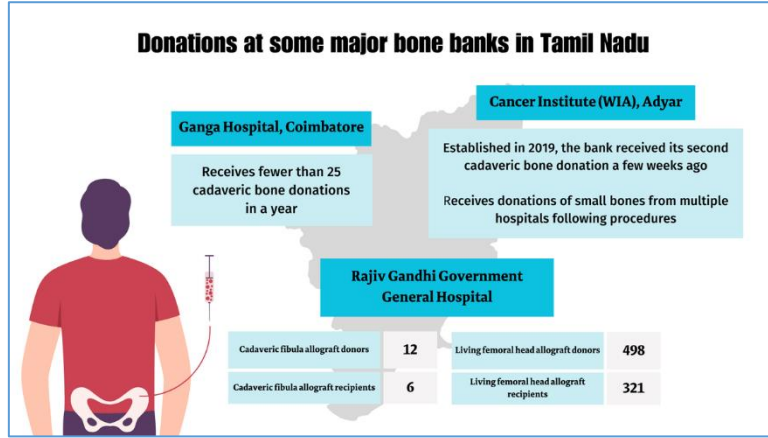 Donations at some major bone banks in Tamil Nadu
Ganga Hospital, Coimbatore
Receives fewer than 25
cadaveric bone donations
in a year
Cancer Institute (WIA), Adyar
Established in 2019, the bank received its second
cadaveric bone donation a few weeks ago
Receives donations of small bones from multiple
hospitals following procedures
Rajiv Gandhi Government
General Hospital
Cadaveric fibula allograft donors 12
Cadaveric fibula allograft recipients 6
Living femoral head allograft donors 498
Living femoral head allograft
recipients 321